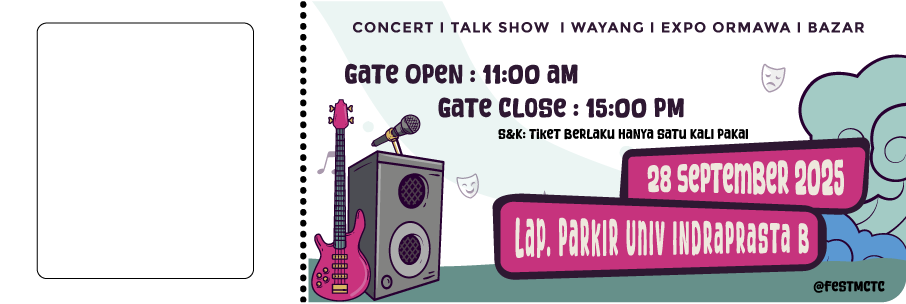 CONCERT I TALK SHOW I WAYANG I EXPO ORMAWA I BAZAR
Gate Open : 11:00 AM
Gate Close : 15:00 PM
S&K: Tiket Berlaku Hanya Satu Kali Pakai
28 September 2025
Lap. Parkir Univ Indraprasta B
@FESTMCTC